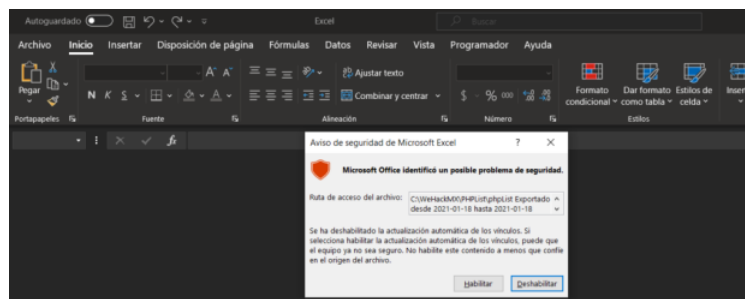 Autoguardado
Excel
Buscar
Archivo Inicio Insertar Disposición de página Fórmulas Datos Revisar Vista Programador Ayuda
Pegar
N K S
A A
Ajustar texto
Combinar y centrar
$ % 000
Formato condicional
Dar formato como tabla
Estilos de celda
Inser
Portapapeles Fuente Alineación Número Estilos
fx
Aviso de seguridad de Microsoft Excel ? ×
Microsoft Office identificó un posible problema de seguridad.
Ruta de acceso del archivo: C:\WeHackMX\PHPList\phpList Exportado
desde 2021-01-18 hasta 2021-01-18
Se ha deshabilitado la actualización automática de los vínculos. Si
selecciona habilitar la actualización automática de los vínculos, puede que
el equipo ya no sea seguro. No habilite este contenido a menos que confíe
en el origen del archivo.
Habilitar Deshabilitar